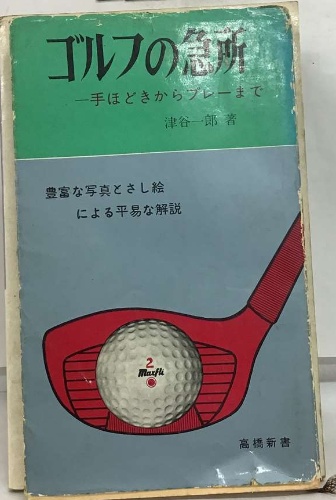 ゴルフの急所
―手ほどきからプレーまで
津谷一郎 著
豊富な写真とさし絵
による平易な解説
2
Maxfli
高橋新書